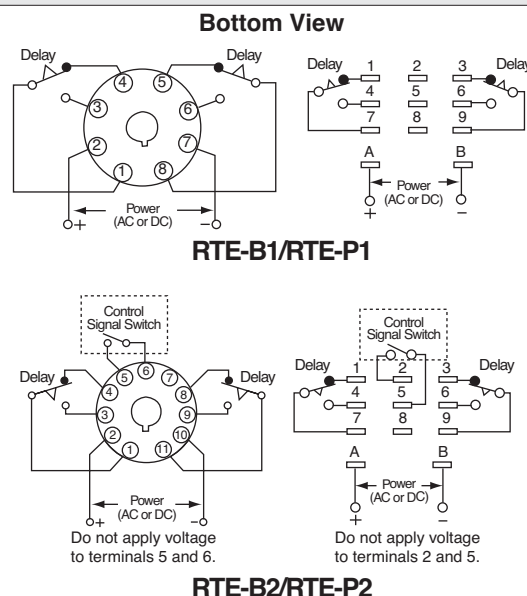 Bottom View
Delay
Delay
4
5
3
6
2
7
1
8
+
Power
(AC or DC)
−
Delay
Delay
1
2
3
4
5
6
7
8
9
A
B
Power
(AC or DC)
+
−
RTE-B1/RTE-P1
Control
Signal Switch
Delay
Delay
5
6
7
4
8
3
9
2
10
1
11
Power
(AC or DC)
+
−
Do not apply voltage
to terminals 5 and 6.
Control
Signal Switch
Delay
Delay
1
2
3
4
5
6
7
8
9
A
B
Power
(AC or DC)
+
−
Do not apply voltage
to terminals 2 and 5.
RTE-B2/RTE-P2